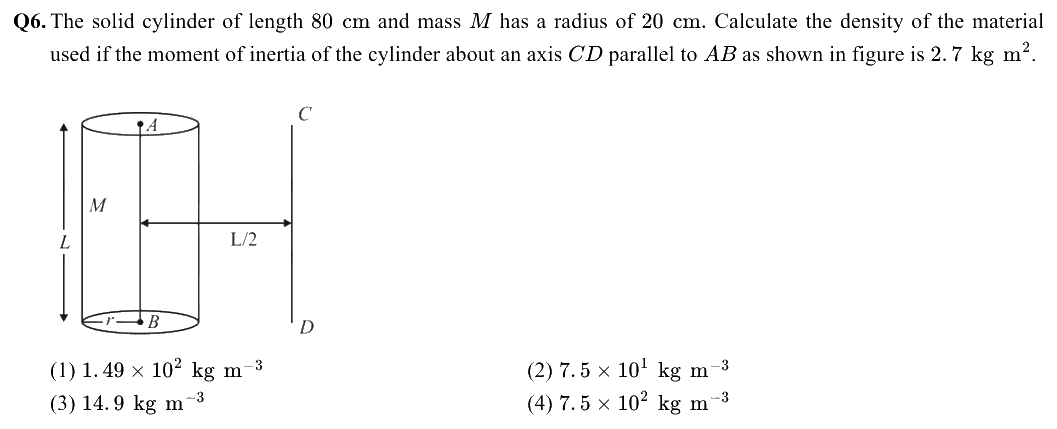 Q6. The solid cylinder of length 80 cm and mass M has a radius of 20 cm. Calculate the density of the material
used if the moment of inertia of the cylinder about an axis CD parallel to AB as shown in figure is 2.7 kg m².
C
A
M
L
L/2
r
B
D
(1) 1.49 × 10² kg m⁻³
(2) 7.5 × 10¹ kg m⁻³
(3) 14.9 kg m⁻³
(4) 7.5 × 10² kg m⁻³